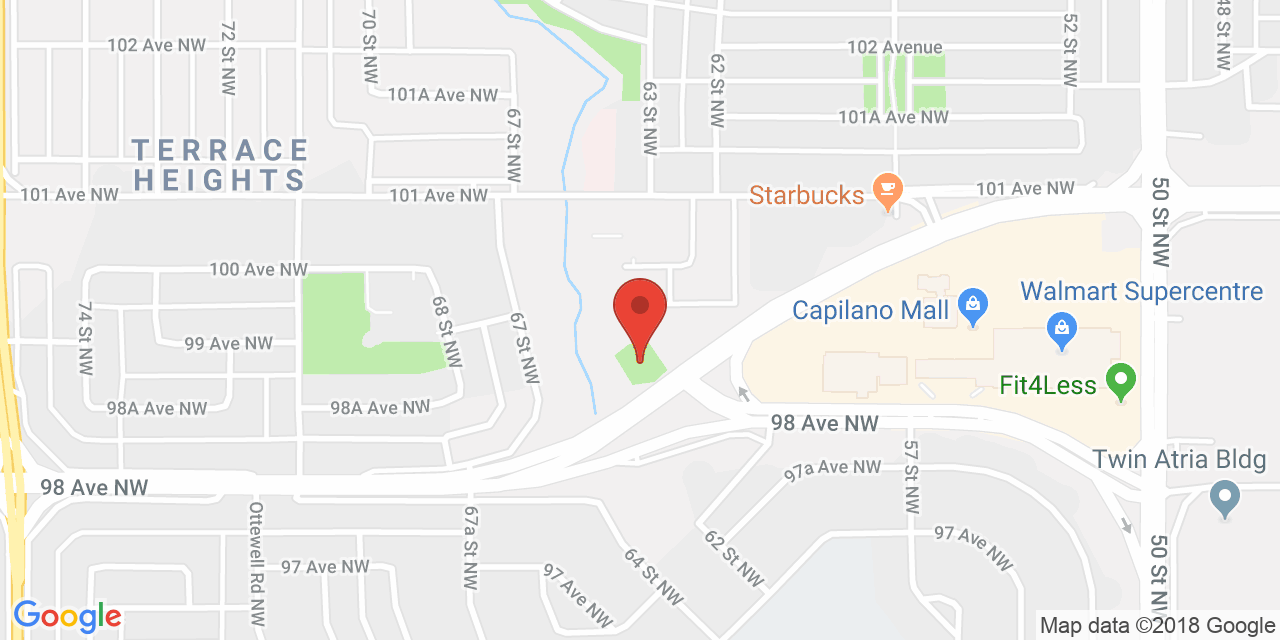 72 St NW
70 St NW
102 Ave NW
102 Avenue
62 St NW
52 St NW
48 St NW
101A Ave NW
63 St NW
67 St NW
101A Ave NW
TERRACE
HEIGHTS
101 Ave NW
101 Ave NW
Starbucks
101 Ave NW
50 St NW
100 Ave NW
74 St NW
68 St NW
67 St NW
99 Ave NW
Capilano Mall
Walmart Supercentre
Fit4Less
98A Ave NW
98A Ave NW
98 Ave NW
57 St NW
97a Ave NW
Twin Atria Bldg
98 Ave NW
Ottewell Rd NW
67a St NW
97 Ave NW
97 Ave NW
64 St NW
62 St NW
97 Ave NW
50 St NW
Google
Map data ©2018 Google